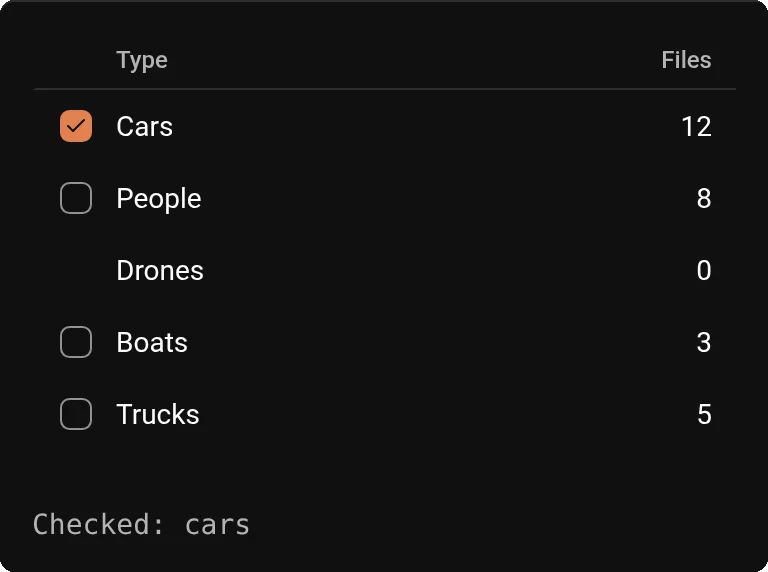 Type Files
Cars 12
People 8
Drones 0
Boats 3
Trucks 5
Checked: cars